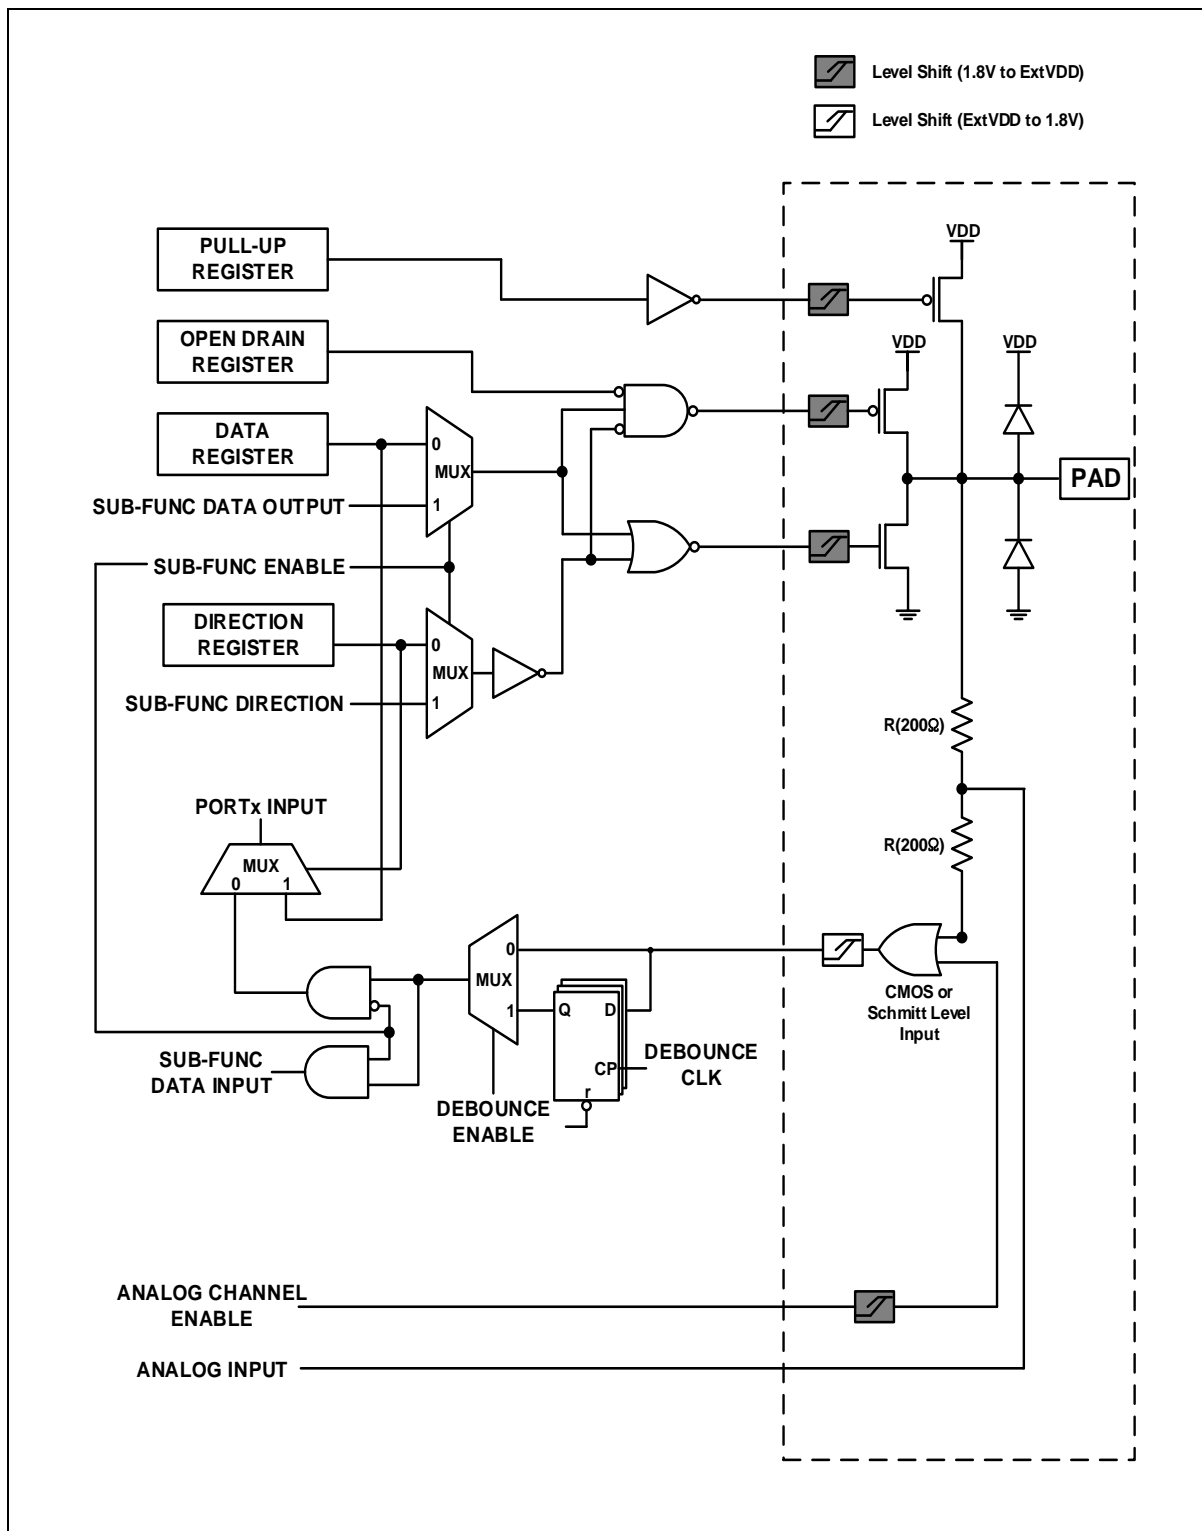 Level Shift (1.8V to ExtVDD)
Level Shift (ExtVDD to 1.8V)
PULL-UP
REGISTER
VDD
OPEN DRAIN
REGISTER
VDD
VDD
DATA
REGISTER
0
MUX
1
SUB-FUNC DATA OUTPUT
PAD
SUB-FUNC ENABLE
DIRECTION
REGISTER
0
MUX
1
SUB-FUNC DIRECTION
R(200Ω)
PORTx INPUT
MUX
0 1
R(200Ω)
0
MUX
1
Q D
CP
r
CMOS or
Schmitt Level
Input
SUB-FUNC
DATA INPUT
DEBOUNCE
CLK
DEBOUNCE
ENABLE
ANALOG CHANNEL
ENABLE
ANALOG INPUT